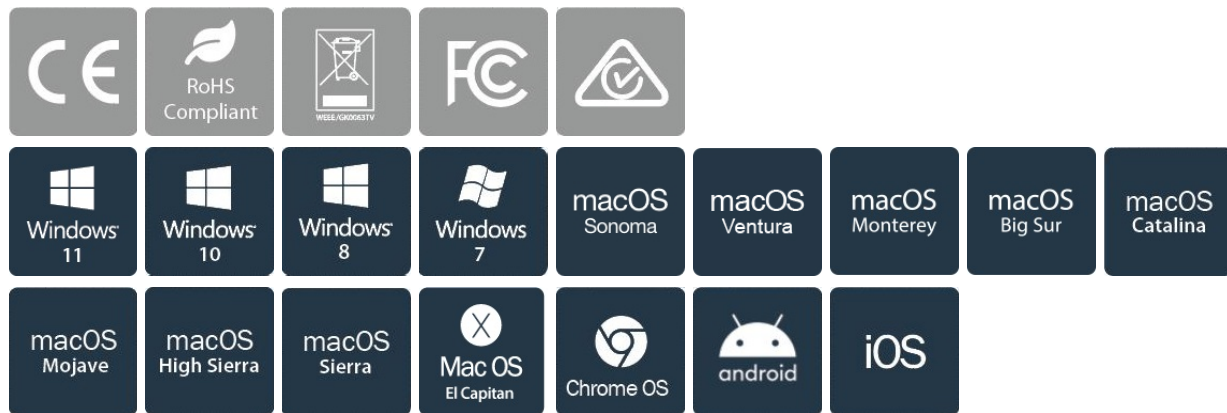 CE
RoHS
Compliant
WEEE/GK0083TV
FC
Windows
11
Windows
10
Windows
8
Windows
7
macOS
Sonoma
macOS
Ventura
macOS
Monterey
macOS
Big Sur
macOS
Catalina
macOS
Mojave
macOS
High Sierra
macOS
Sierra
X
Mac OS
El Capitan
Chrome OS
android
iOS